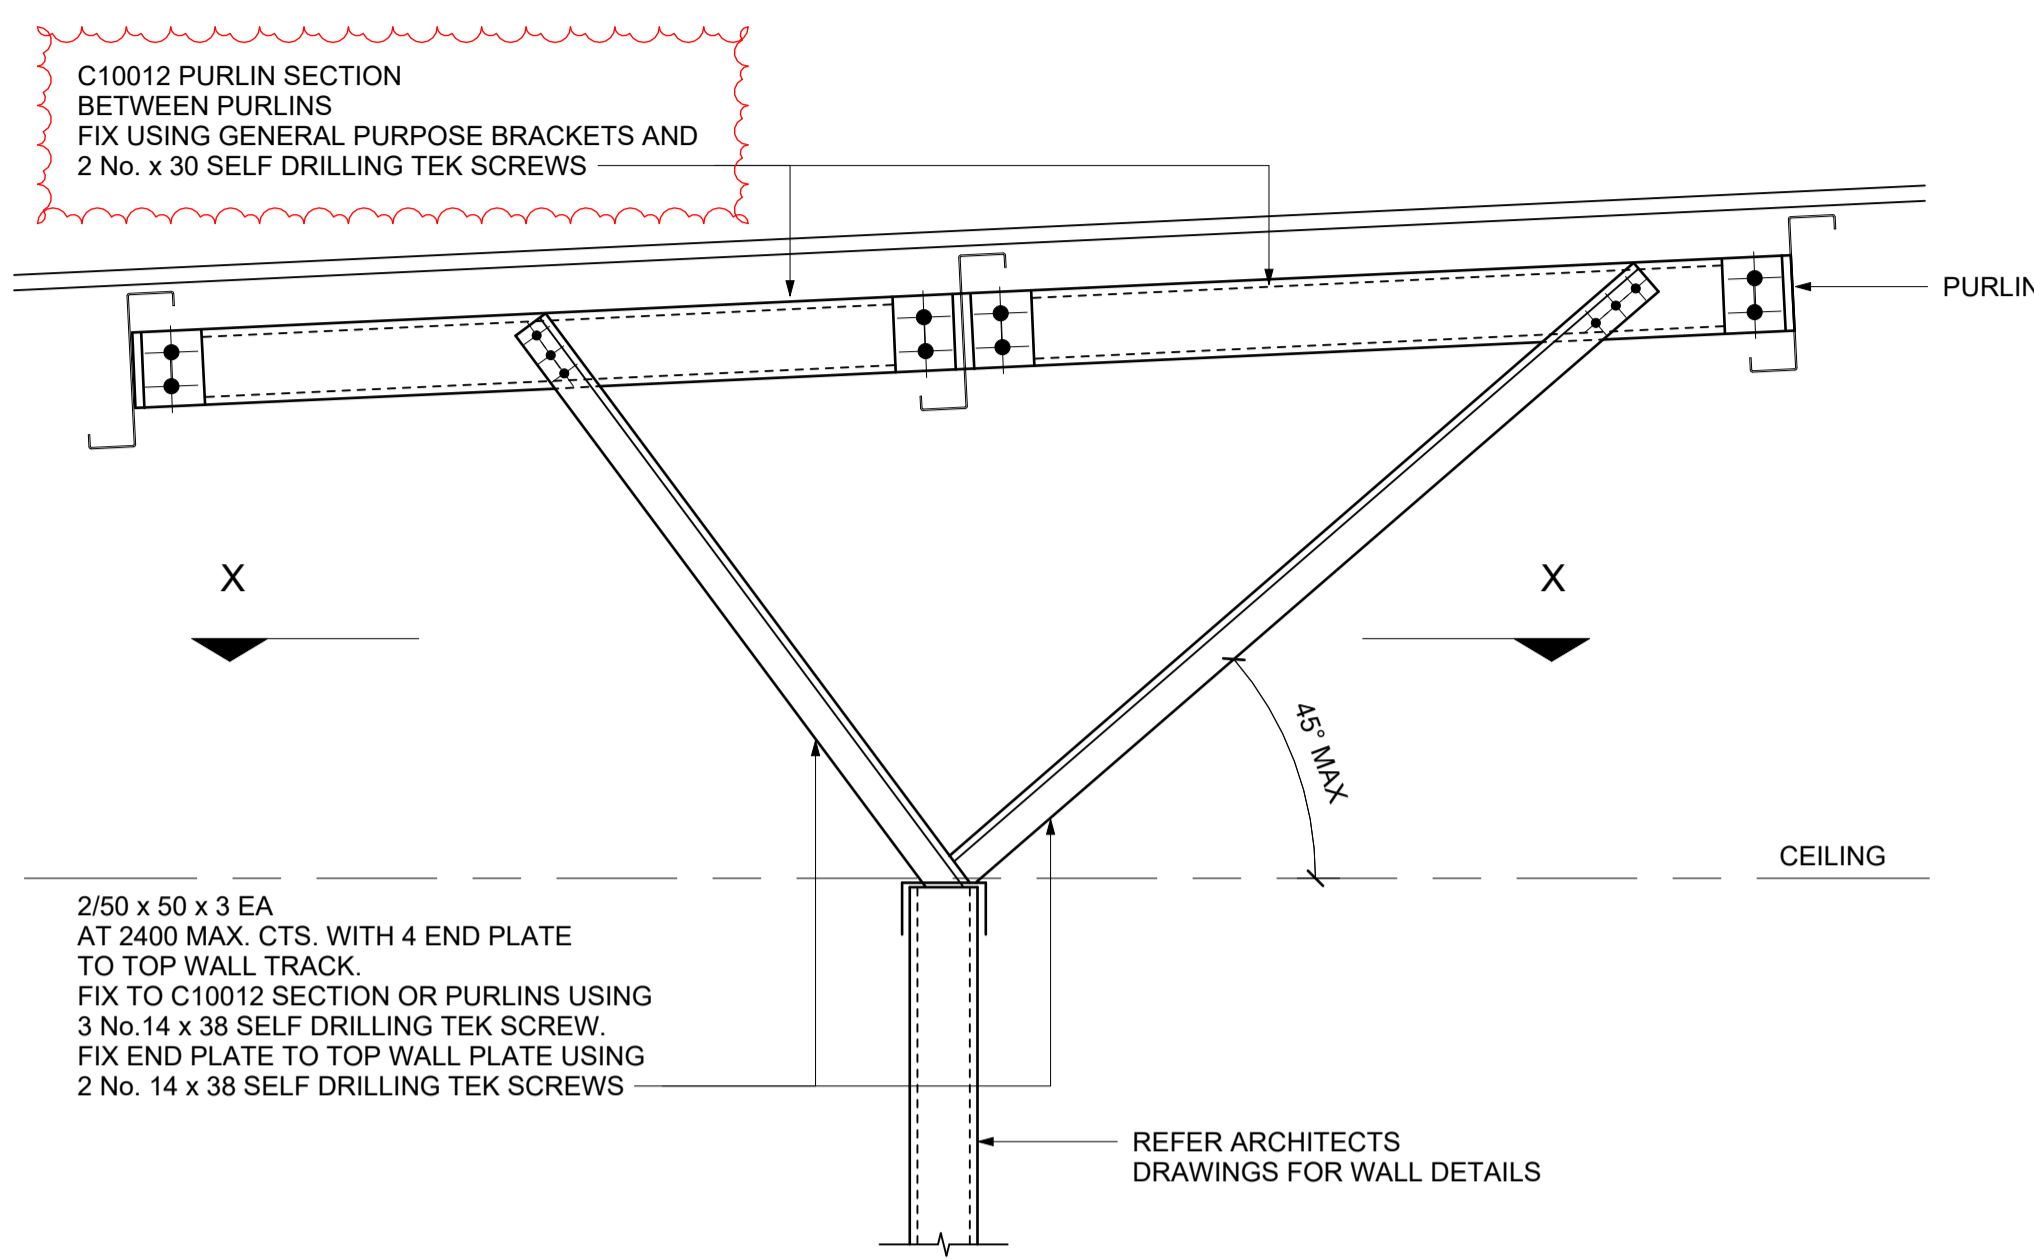 C10012 PURLIN SECTION
BETWEEN PURLINS
FIX USING GENERAL PURPOSE BRACKETS AND
2 No. x 30 SELF DRILLING TEK SCREWS
PURLIN
X
X
45° MAX
CEILING
2/50 x 50 x 3 EA
AT 2400 MAX. CTS. WITH 4 END PLATE
TO TOP WALL TRACK.
FIX TO C10012 SECTION OR PURLINS USING
3 No.14 x 38 SELF DRILLING TEK SCREW.
FIX END PLATE TO TOP WALL PLATE USING
2 No. 14 x 38 SELF DRILLING TEK SCREWS
REFER ARCHITECTS
DRAWINGS FOR WALL DETAILS